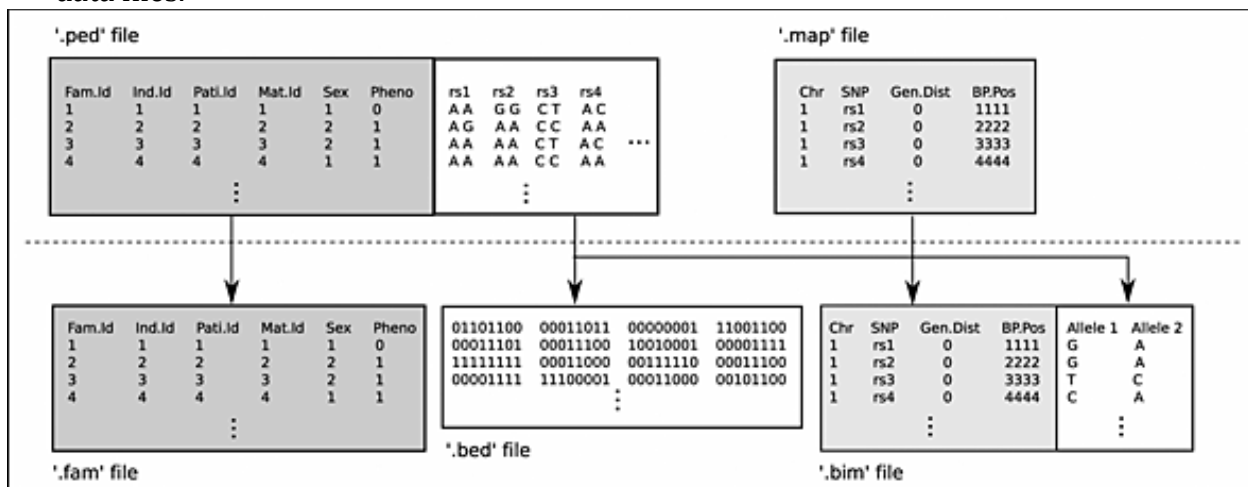 data files.
'.ped' file
'.map' file
Fam.Id Ind.Id Pati.Id Mat.Id Sex Pheno
1 1 1 1 1 0
2 2 2 2 2 1
3 3 3 3 2 1
4 4 4 4 1 1
⋮
rs1 rs2 rs3 rs4
A A G G C T A C
A G A A C C A A
A A A A C T A C ...
A A A A C C A A
⋮
Chr SNP Gen.Dist BP.Pos
1 rs1 0 1111
1 rs2 0 2222
1 rs3 0 3333
1 rs4 0 4444
⋮
Fam.Id Ind.Id Pati.Id Mat.Id Sex Pheno
1 1 1 1 1 0
2 2 2 2 2 1
3 3 3 3 2 1
4 4 4 4 1 1
⋮
'.fam' file
01101100 00011011 00000001 11001100
00011101 00011100 10010001 00001111
11111111 00011000 00111110 00011100
00001111 11100001 00011000 00101100
⋮
'.bed' file
Chr SNP Gen.Dist BP.Pos Allele 1 Allele 2
1 rs1 0 1111 G A
1 rs2 0 2222 G A
1 rs3 0 3333 T C
1 rs4 0 4444 C A
⋮ ⋮
'.bim' file